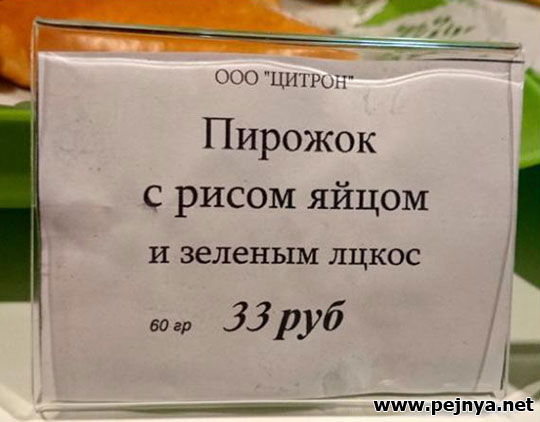 ООО "ЦИТРОН"
Пирожок
с рисом яйцом
и зеленым лцкос
60 гр 33 руб
www.pejnya.net